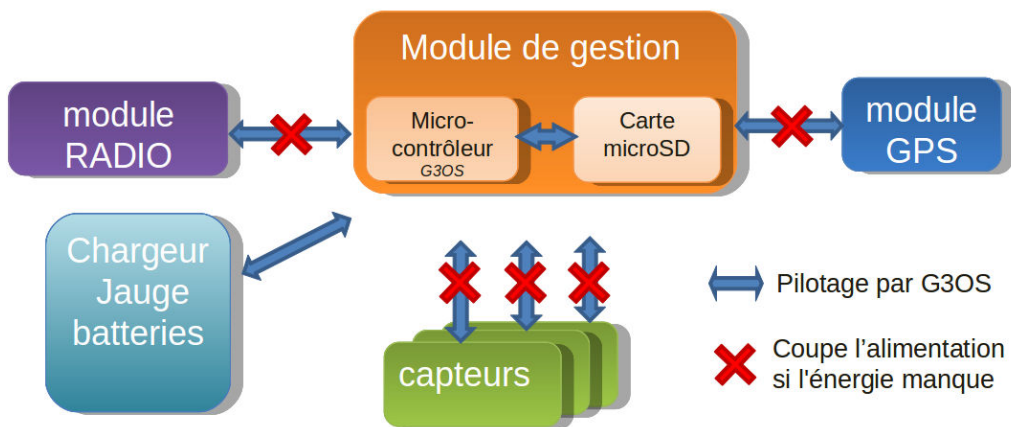 Module de gestion
module
RADIO
Micro-
contrôleur
G3OS
Carte
microSD
module
GPS
Chargeur
Jauge
batteries
capteurs
Pilotage par G3OS
Coupe l'alimentation
si l'énergie manque